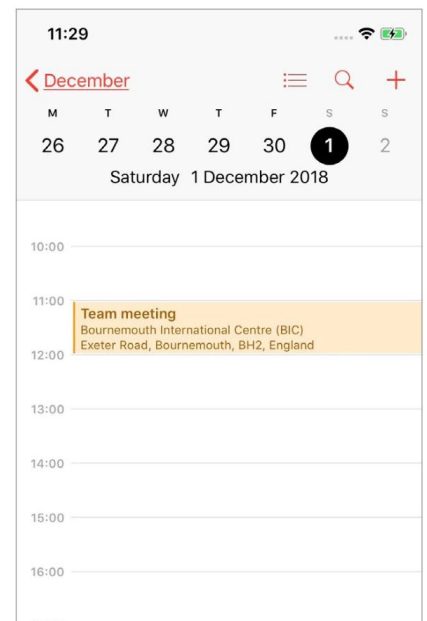 11:29
December
M T W T F S S
26 27 28 29 30 1 2
Saturday 1 December 2018
10:00
11:00
Team meeting
Bournemouth International Centre (BIC)
Exeter Road, Bournemouth, BH2, England
12:00
13:00
14:00
15:00
16:00